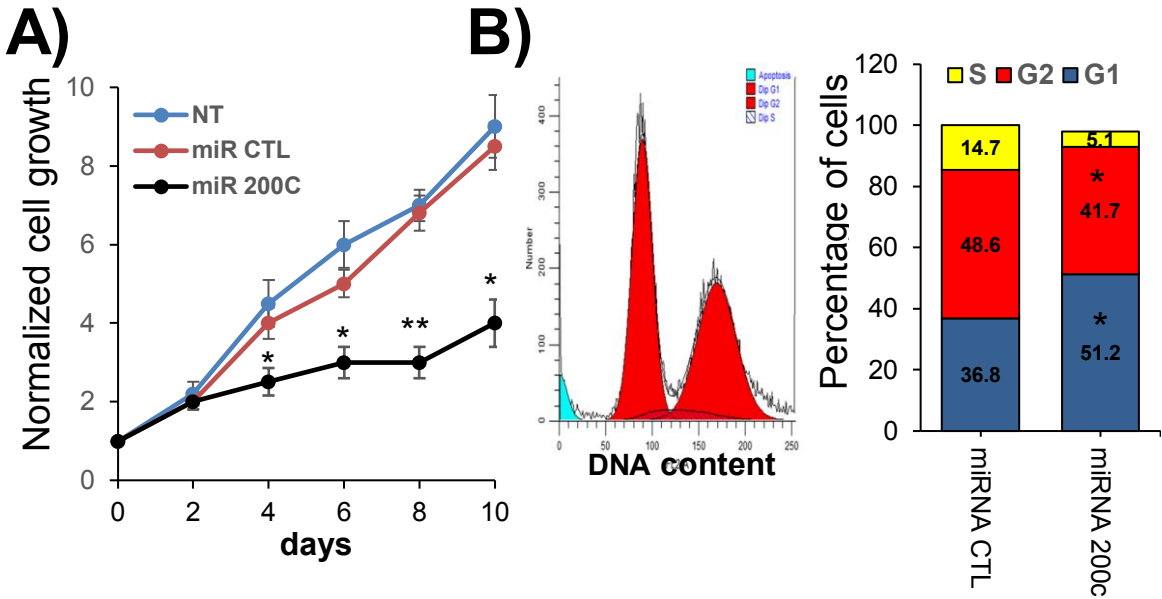 A)
B)
Normalized cell growth
10
8
6
4
2
0
NT
miR CTL
miR 200C
*
*
**
*
0 2 4 6 8 10
days
Number
400
300
200
100
0
Apoptosis
Dip G1
Dip G2
Dip S
0 50 100 150 200 250
DNA content
Percentage of cells
120
100
80
60
40
20
0
S G2 G1
14.7
48.6
36.8
5.1
*
41.7
*
51.2
miRNA CTL
miRNA 200c